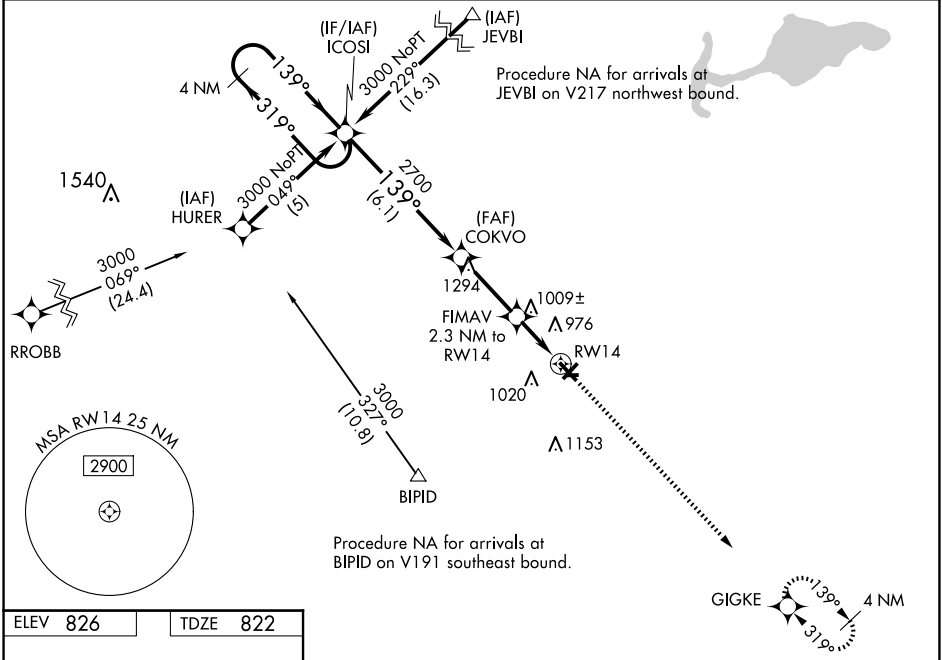 (IF/IAF)
ICOSI
(IAF)
JEVBI
3000 NoPT
229°
(16.3)
Procedure NA for arrivals at
JEVBI on V217 northwest bound.
4 NM
139°
319°
1540
(IAF)
HURER
3000 NoPT
049°
(5)
2700
139°
(6.1)
(FAF)
COKVO
1294
3000
069°
(24.4)
RROBB
FIMAV
2.3 NM to
RW14
1009±
976
RW14
1020
1153
3000
327°
(10.8)
BIPID
MSA RW14 25 NM
2900
Procedure NA for arrivals at
BIPID on V191 southeast bound.
GIGKE
139°
319°
4 NM
ELEV 826
TDZE 822